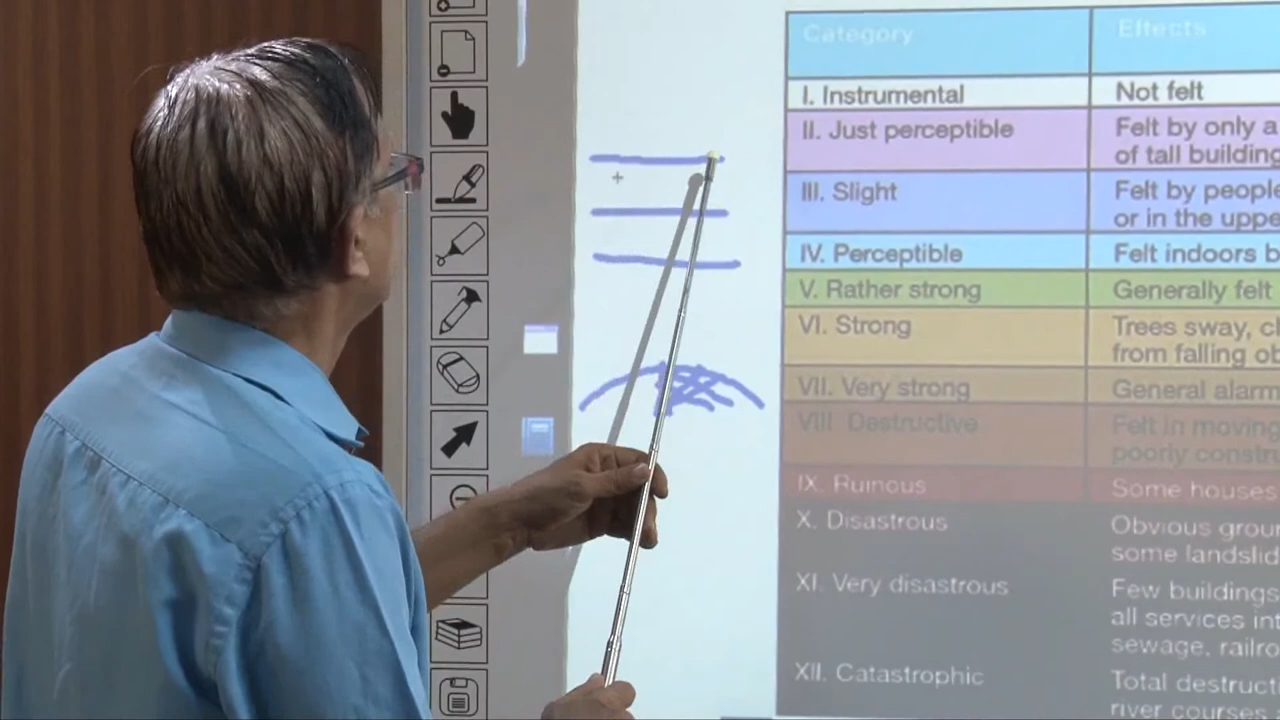 Category Effects
I. Instrumental Not felt
II. Just perceptible Felt by only a
of tall building
III. Slight Felt by people
or in the uppe
IV. Perceptible Felt indoors b
V. Rather strong Generally felt
VI. Strong Trees sway, c
from falling ob
VII. Very strong General alarm
VIII Destructive Felt in moving
poorly constru
IX. Ruinous Some houses
X. Disastrous Obvious groun
some landslid
XI. Very disastrous Few buildings
all services int
sewage, railro
XII. Catastrophic Total destructi
river courses